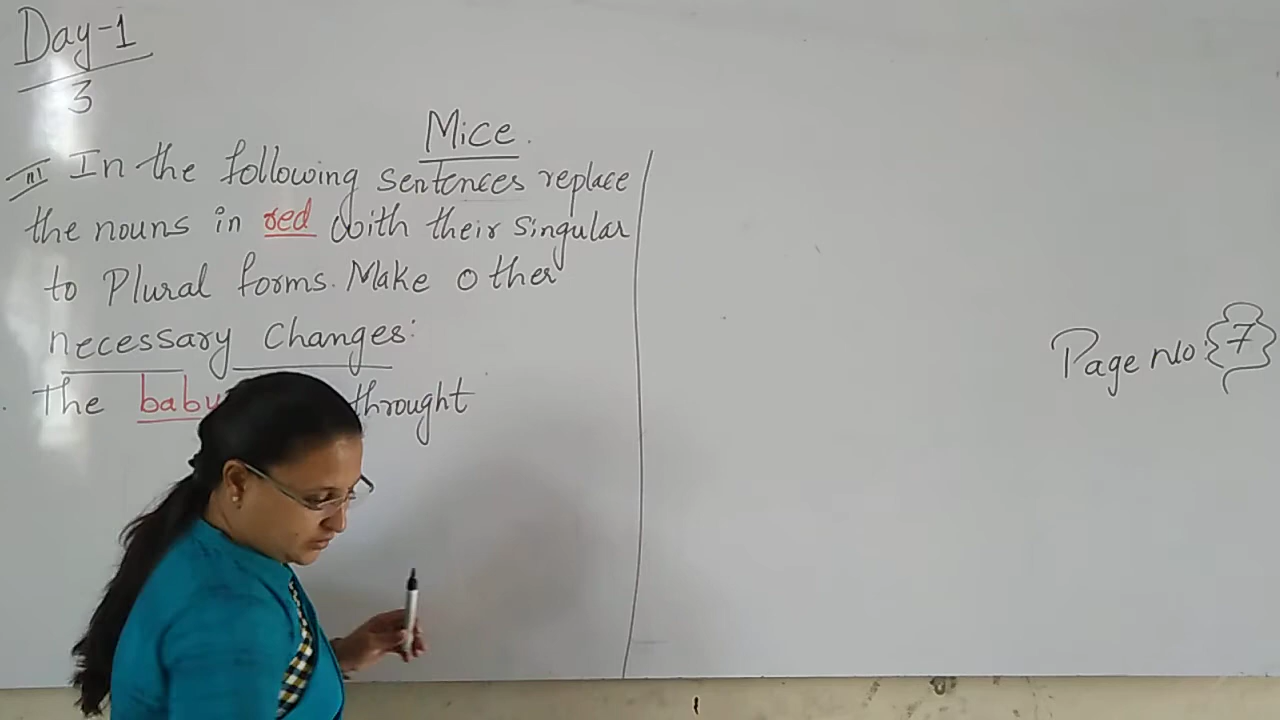 Day-1
3
Mice.
III In the following sentences replace
the nouns in red with their singular
to Plural forms. Make other
necessary Changes:
The baby throught
Page No: 7